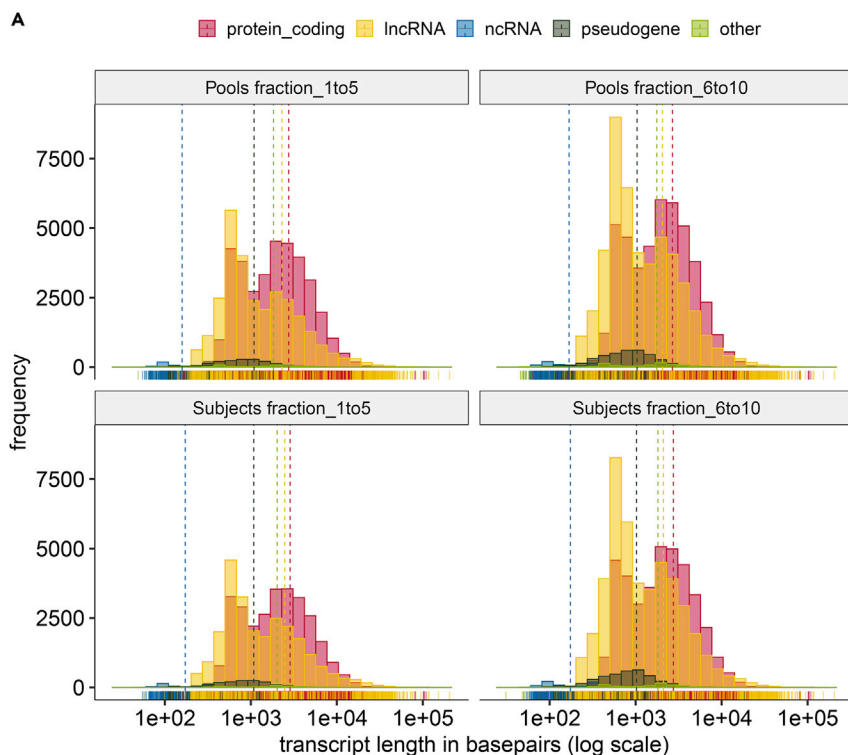 A
protein_coding lncRNA ncRNA pseudogene other
Pools fraction_1to5 Pools fraction_6to10
7500
5000
2500
0
frequency
Subjects fraction_1to5 Subjects fraction_6to10
7500
5000
2500
0
1e+02 1e+03 1e+04 1e+05 1e+02 1e+03 1e+04 1e+05
transcript length in basepairs (log scale)